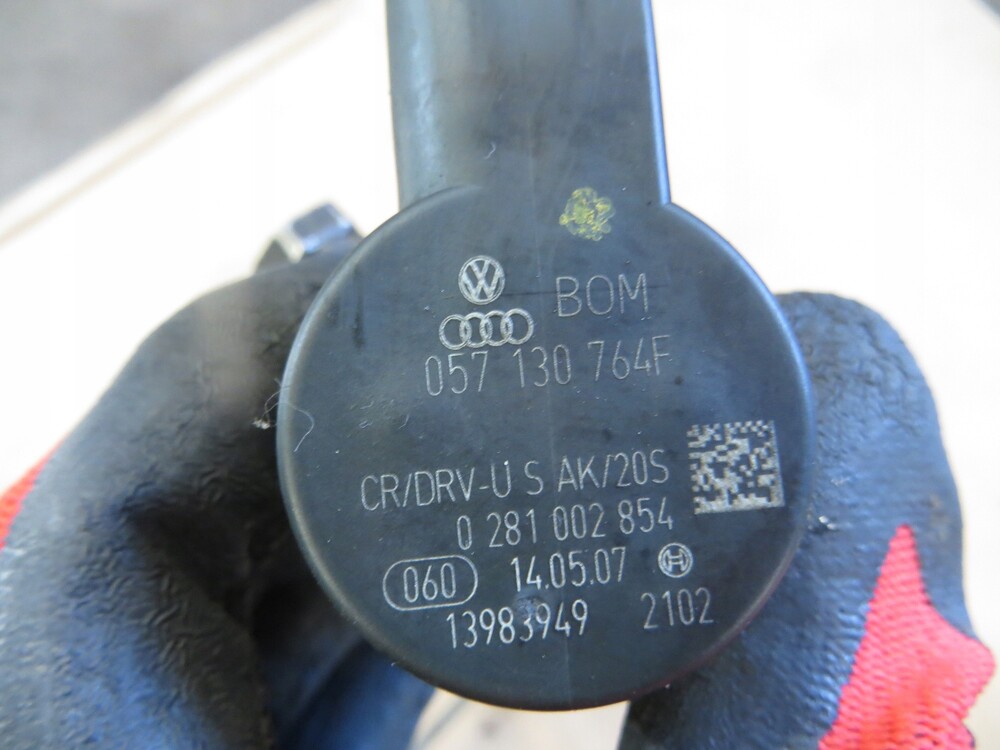 BOM
057 130 764F
CR/DRV-U S AK/20S
0 281 002 854
060 14.05.07
13983949 2102